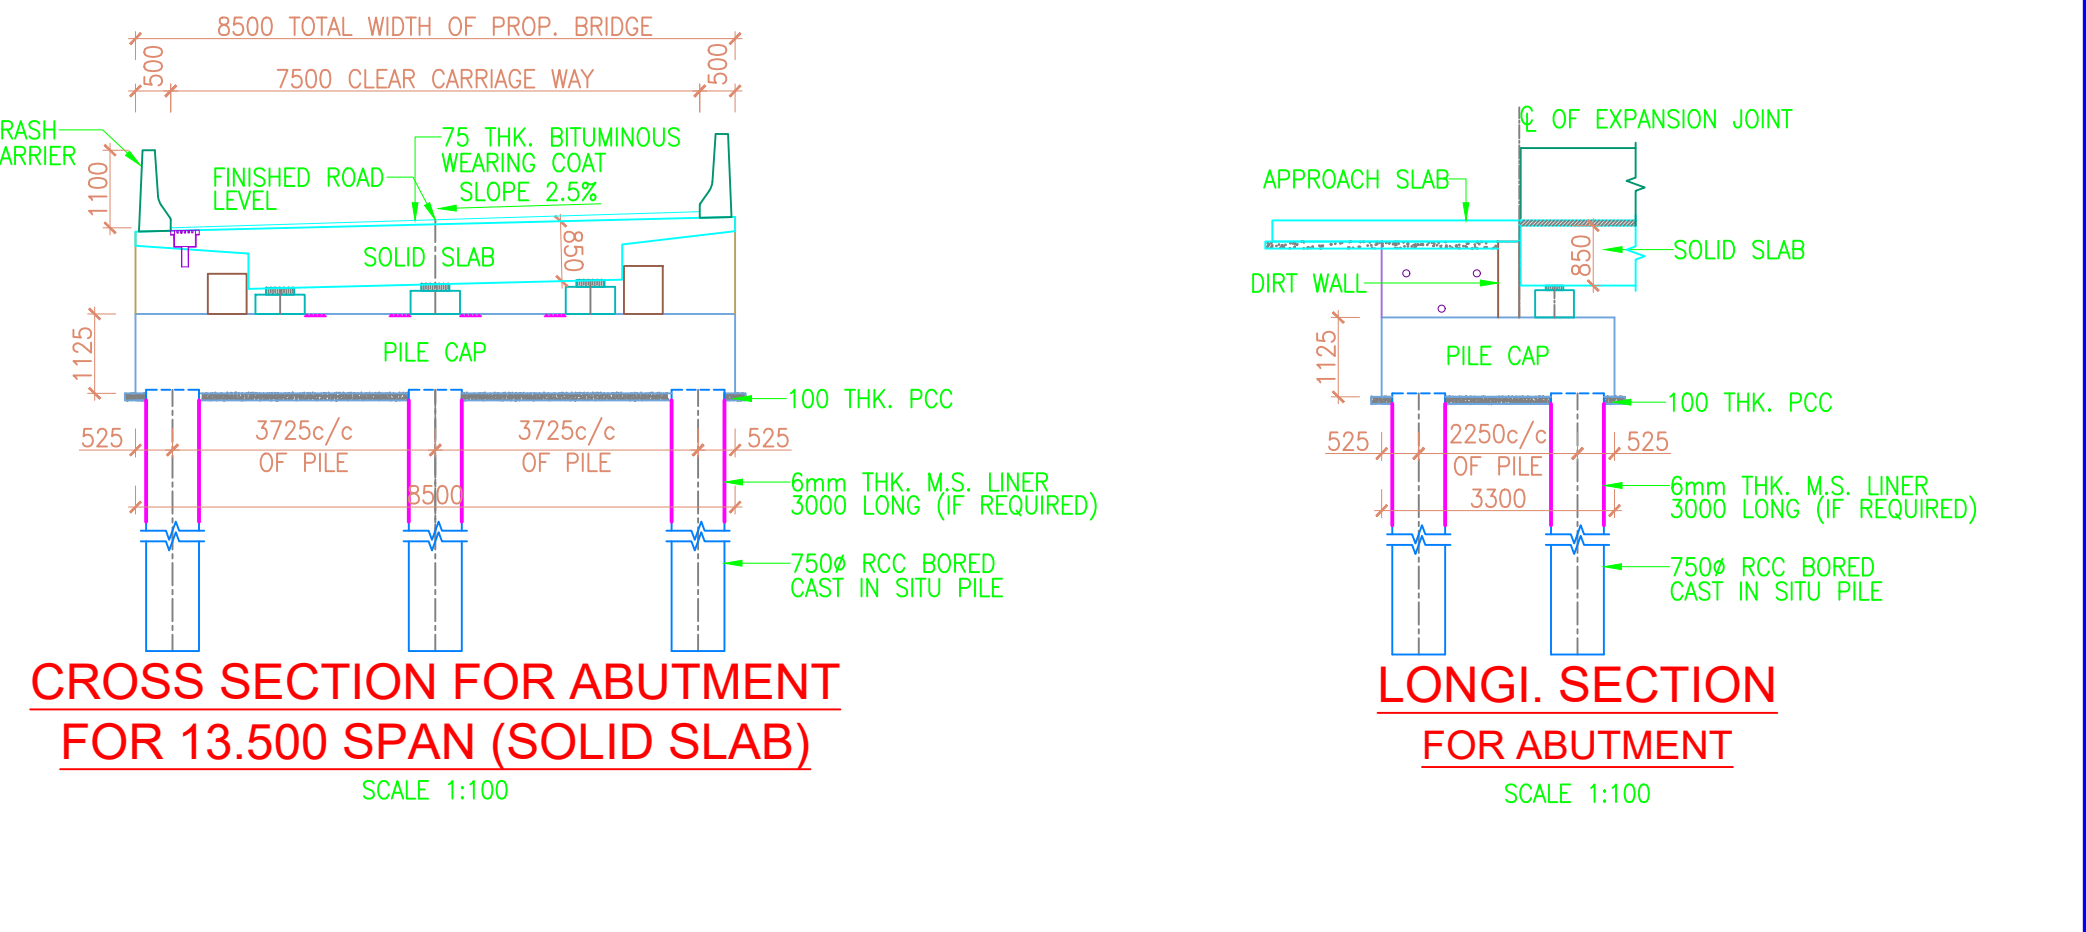 8500 TOTAL WIDTH OF PROP. BRIDGE
500
7500 CLEAR CARRIAGE WAY
500
RASH
ARRIER
1100
75 THK. BITUMINOUS
WEARING COAT
SLOPE 2.5%
FINISHED ROAD
LEVEL
SOLID SLAB
850
PILE CAP
1125
100 THK. PCC
525
3725c/c
OF PILE
3725c/c
OF PILE
525
8500
6mm THK. M.S. LINER
3000 LONG (IF REQUIRED)
750ø RCC BORED
CAST IN SITU PILE
CROSS SECTION FOR ABUTMENT
FOR 13.500 SPAN (SOLID SLAB)
SCALE 1:100
℄ OF EXPANSION JOINT
APPROACH SLAB
850
SOLID SLAB
DIRT WALL
1125
PILE CAP
100 THK. PCC
525
2250c/c
OF PILE
525
3300
6mm THK. M.S. LINER
3000 LONG (IF REQUIRED)
750ø RCC BORED
CAST IN SITU PILE
LONGI. SECTION
FOR ABUTMENT
SCALE 1:100